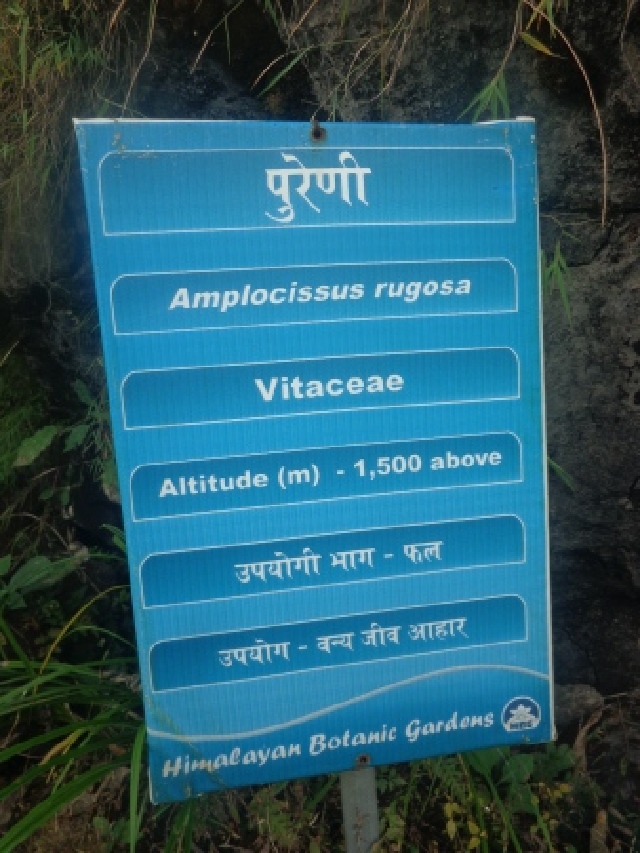 पुरेणी
Amplocissus rugosa
Vitaceae
Altitude (m) - 1,500 above
उपयोगी भाग - फल
उपयोग - वन्य जीव आहार
Himalayan Botanic Gardens